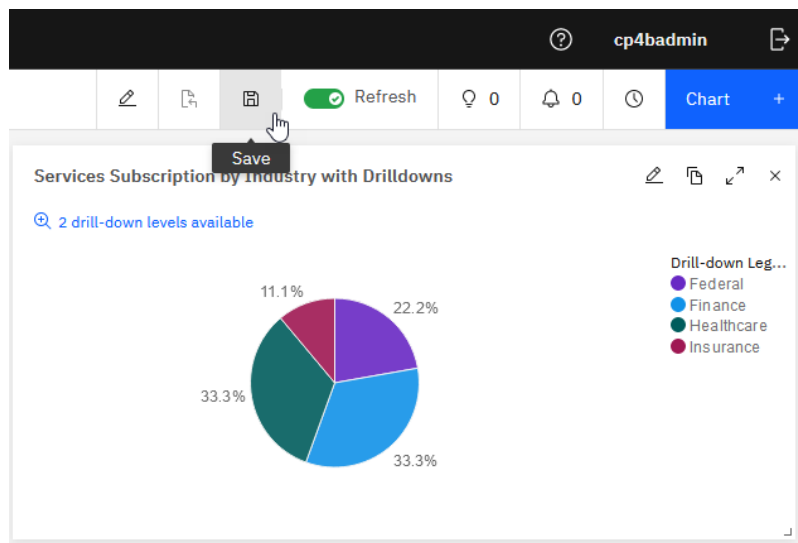 cp4badmin
Refresh
0
0
Chart +
Save
Services Subscription by Industry with Drilldowns
2 drill-down levels available
Drill-down Leg...
Federal
Finance
Healthcare
Insurance
11.1%
22.2%
33.3%
33.3%